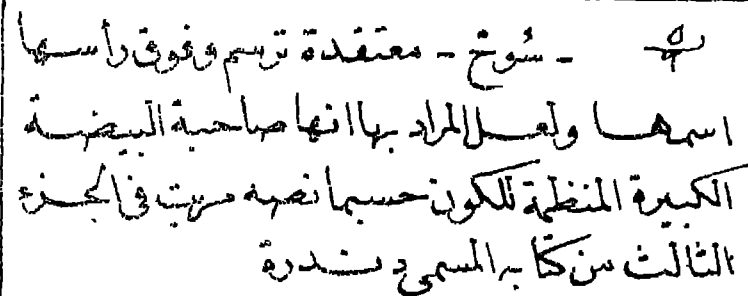 - سُوخ - معتقدة ترسم وفوق رأسها
اسمها ولعل المراد بها انها صاحبة البيضة
الكبيرة المنظمة للكون حسبما نصه مريت في الجزء
الثالث من كتابه المسمى دندرة